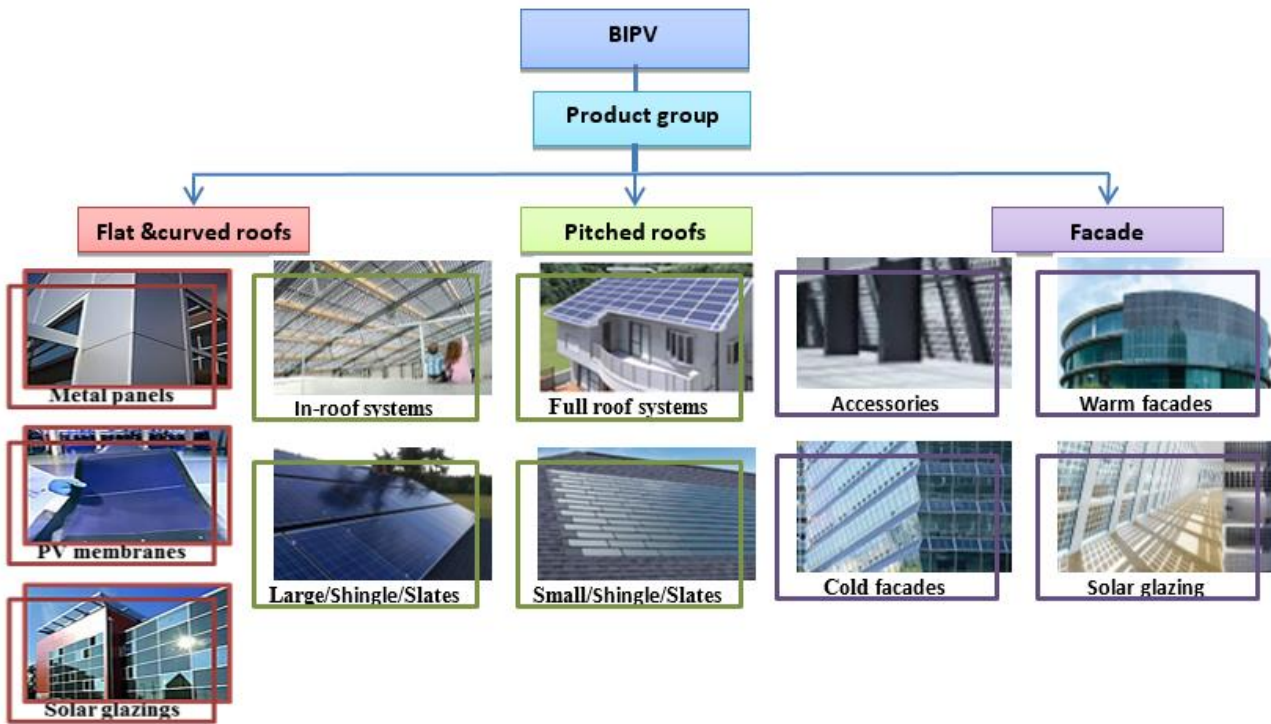 BIPV
Product group
Flat &curved roofs
Pitched roofs
Facade
Metal panels
In-roof systems
Full roof systems
Accessories
Warm facades
PV membranes
Large/Shingle/Slates
Small/Shingle/Slates
Cold facades
Solar glazing
Solar glazings